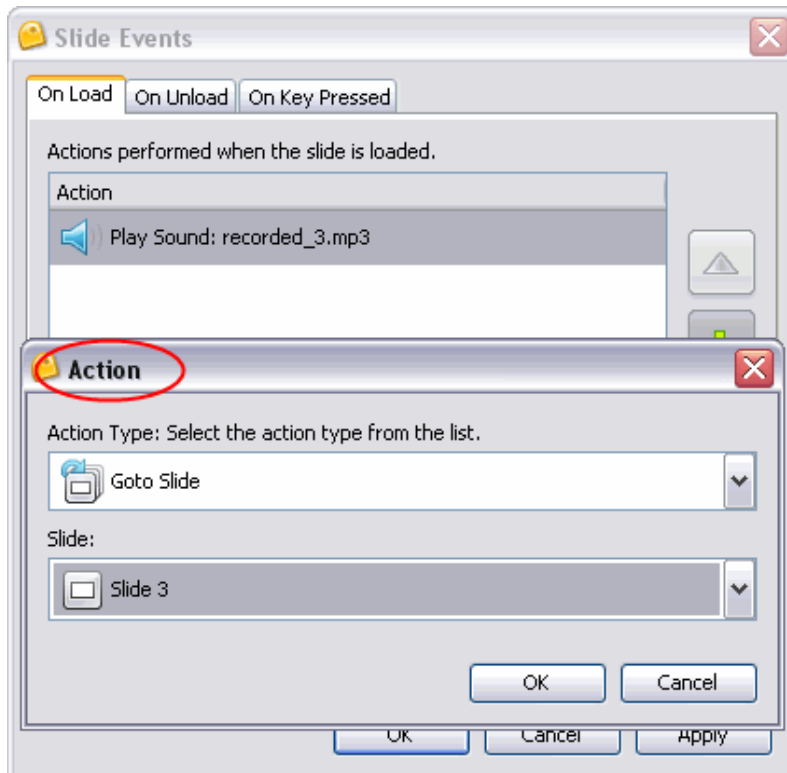 Slide Events
On Load On Unload On Key Pressed
Actions performed when the slide is loaded.
Action
Play Sound: recorded_3.mp3
Action
Action Type: Select the action type from the list.
Goto Slide
Slide:
Slide 3
OK Cancel
OK Cancel Apply